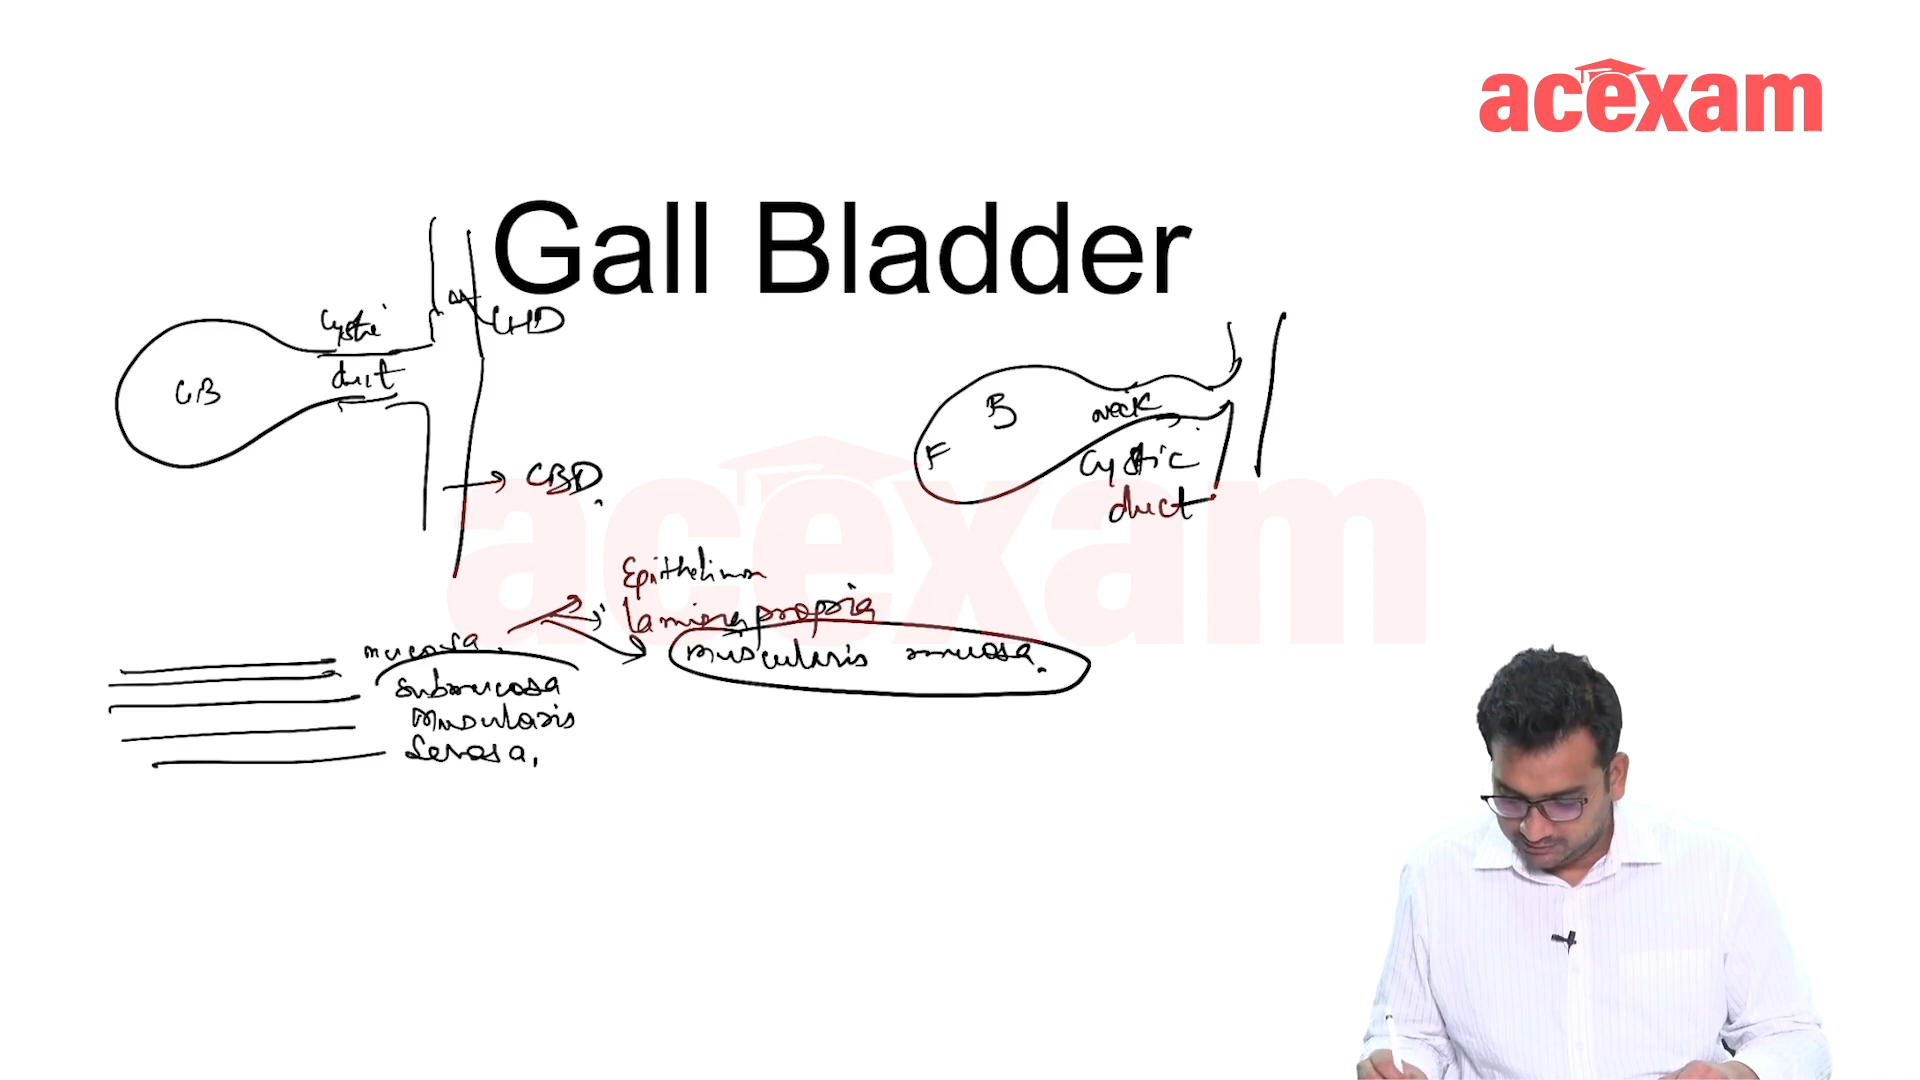 acexam
Gall Bladder
CHD
Cystic
duct
GB
CBD
B
neck
F
Cystic
duct
acexam
Epithelium
Lamina propria
muscularis mucosa.
mucosa
Submucosa
Muscularis
Serosa,